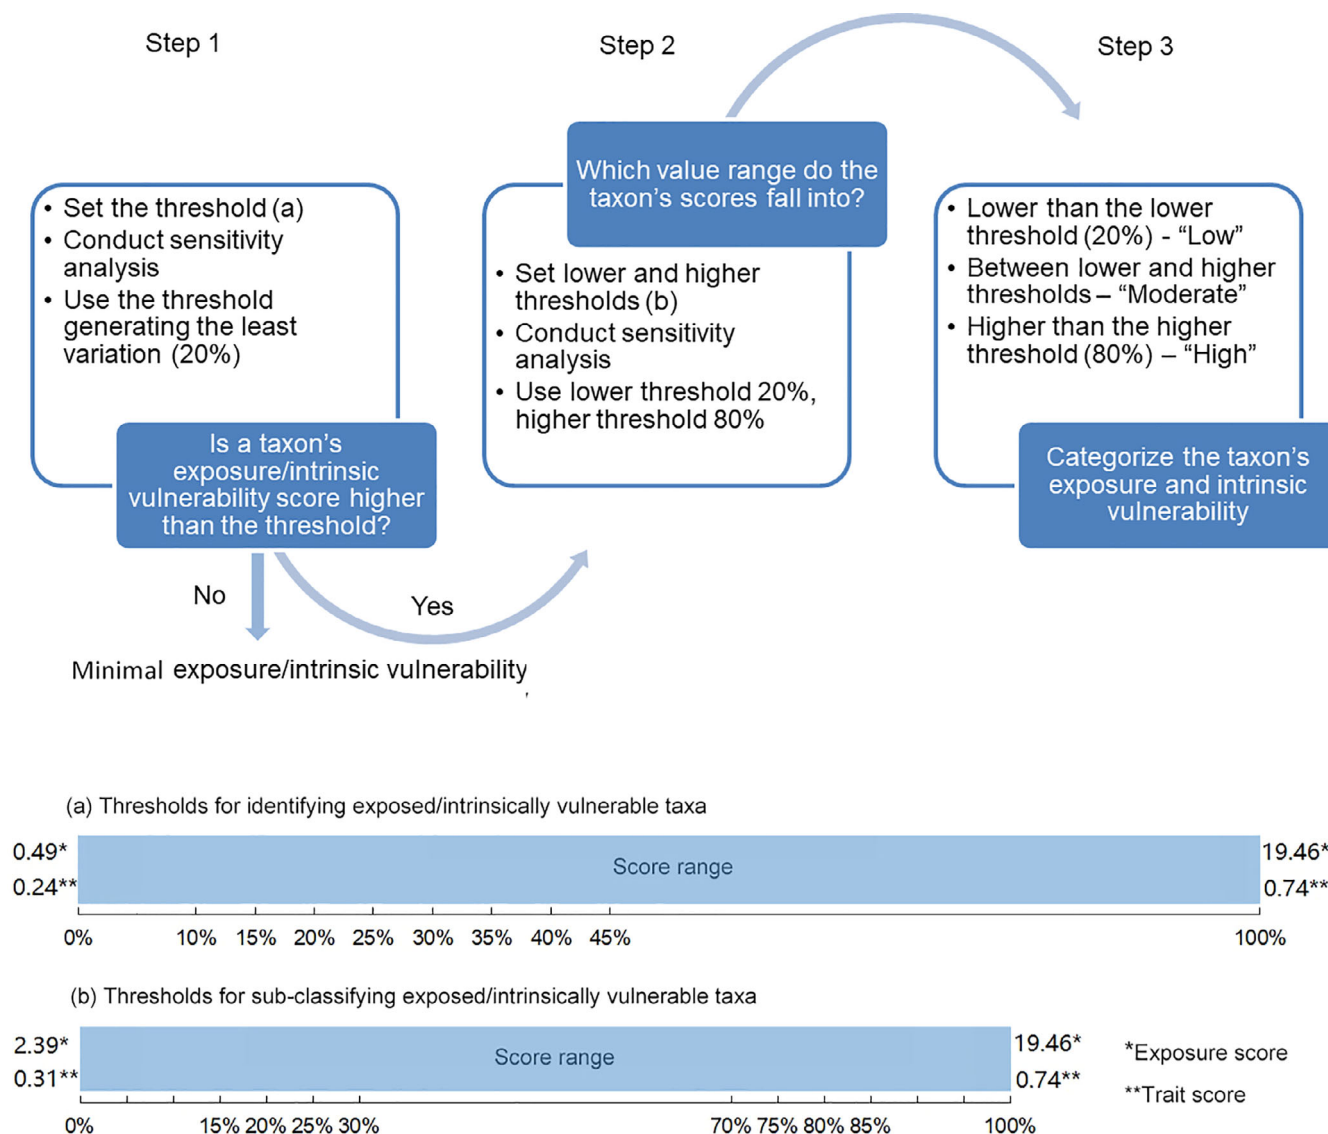 Step 1
Step 2
Step 3
• Set the threshold (a)
• Conduct sensitivity
analysis
• Use the threshold
generating the least
variation (20%)
Is a taxon’s
exposure/intrinsic
vulnerability score higher
than the threshold?
No
Yes
Minimal exposure/intrinsic vulnerability
Which value range do the
taxon’s scores fall into?
• Set lower and higher
thresholds (b)
• Conduct sensitivity
analysis
• Use lower threshold 20%,
higher threshold 80%
• Lower than the lower
threshold (20%) - “Low”
• Between lower and higher
thresholds – “Moderate”
• Higher than the higher
threshold (80%) – “High”
Categorize the taxon’s
exposure and intrinsic
vulnerability
(a) Thresholds for identifying exposed/intrinsically vulnerable taxa
0.49* 19.46*
Score range
0.24** 0.74**
0% 10% 15% 20% 25% 30% 35% 40% 45% 100%
(b) Thresholds for sub-classifying exposed/intrinsically vulnerable taxa
2.39* 19.46*
Score range
0.31** 0.74**
0% 15% 20% 25% 30% 70% 75% 80% 85% 100%
*Exposure score
**Trait score